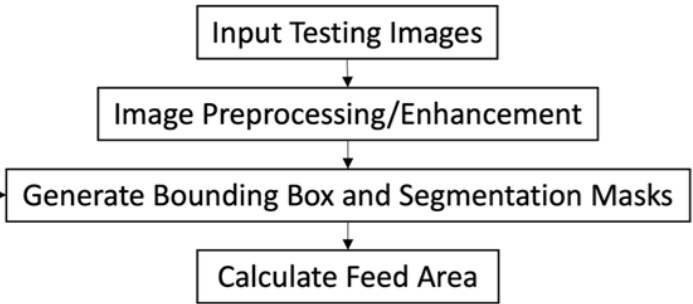 Input Testing Images
Image Preprocessing/Enhancement
Generate Bounding Box and Segmentation Masks
Calculate Feed Area